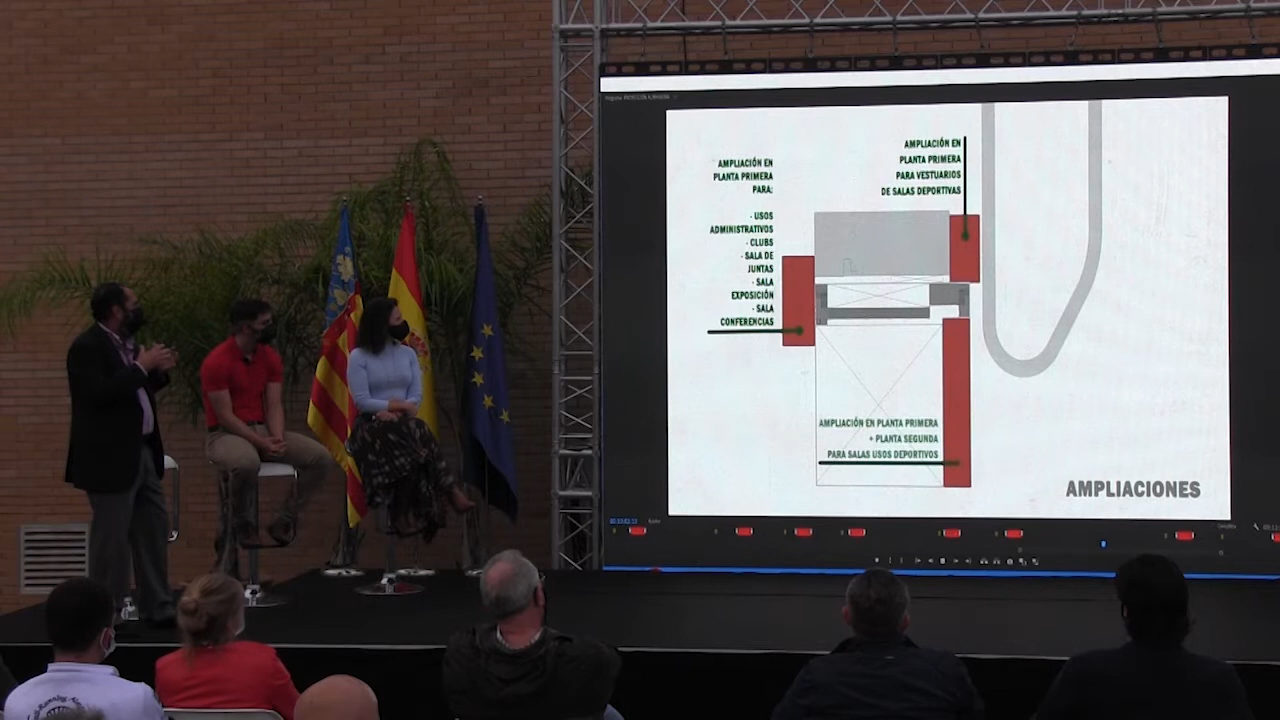 AMPLIACIÓN EN
PLANTA PRIMERA
PARA:
- USOS
ADMINISTRATIVOS
- CLUBS
- SALA DE
JUNTAS
- SALA
EXPOSICIÓN
- SALA
CONFERENCIAS
AMPLIACIÓN EN
PLANTA PRIMERA
PARA VESTUARIOS
DE SALAS DEPORTIVAS
AMPLIACIÓN EN PLANTA PRIMERA
+ PLANTA SEGUNDA
PARA SALAS USOS DEPORTIVOS
AMPLIACIONES